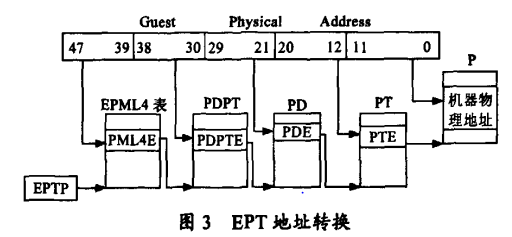 Guest Physical Address
47 39 38 30 29 21 20 12 11 0
P
EPML4 表 PDPT PD PT
机器物
理地址
PML4E PDPTE PDE PTE
EPTP
图 3 EPT 地址转换